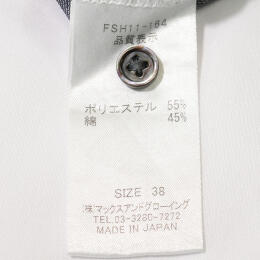 FSH11-164
品質表示
ポリエステル 55%
綿 45%
SIZE 38
(株)マックスアンドグローイング
TEL 03-3280-7272
MADE IN JAPAN